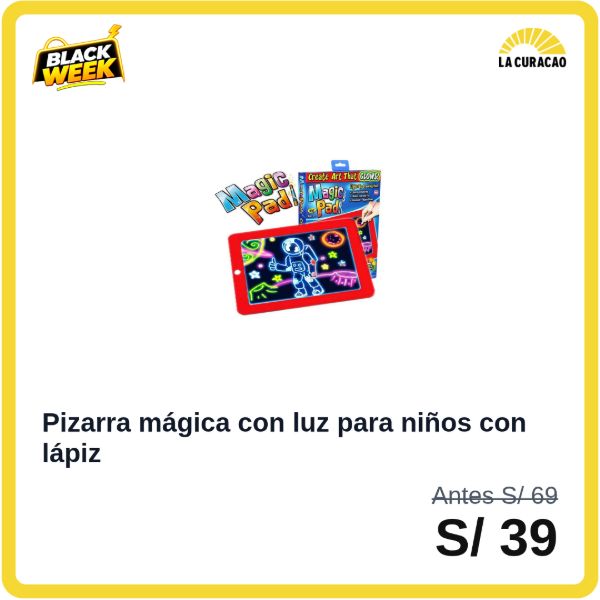 BLACK
WEEK
LA CURACAO
Magic
Pad!
Create Art That GLOWS!
Magic
Pad!
Pizarra mágica con luz para niños con
lápiz
Antes S/ 69
S/ 39